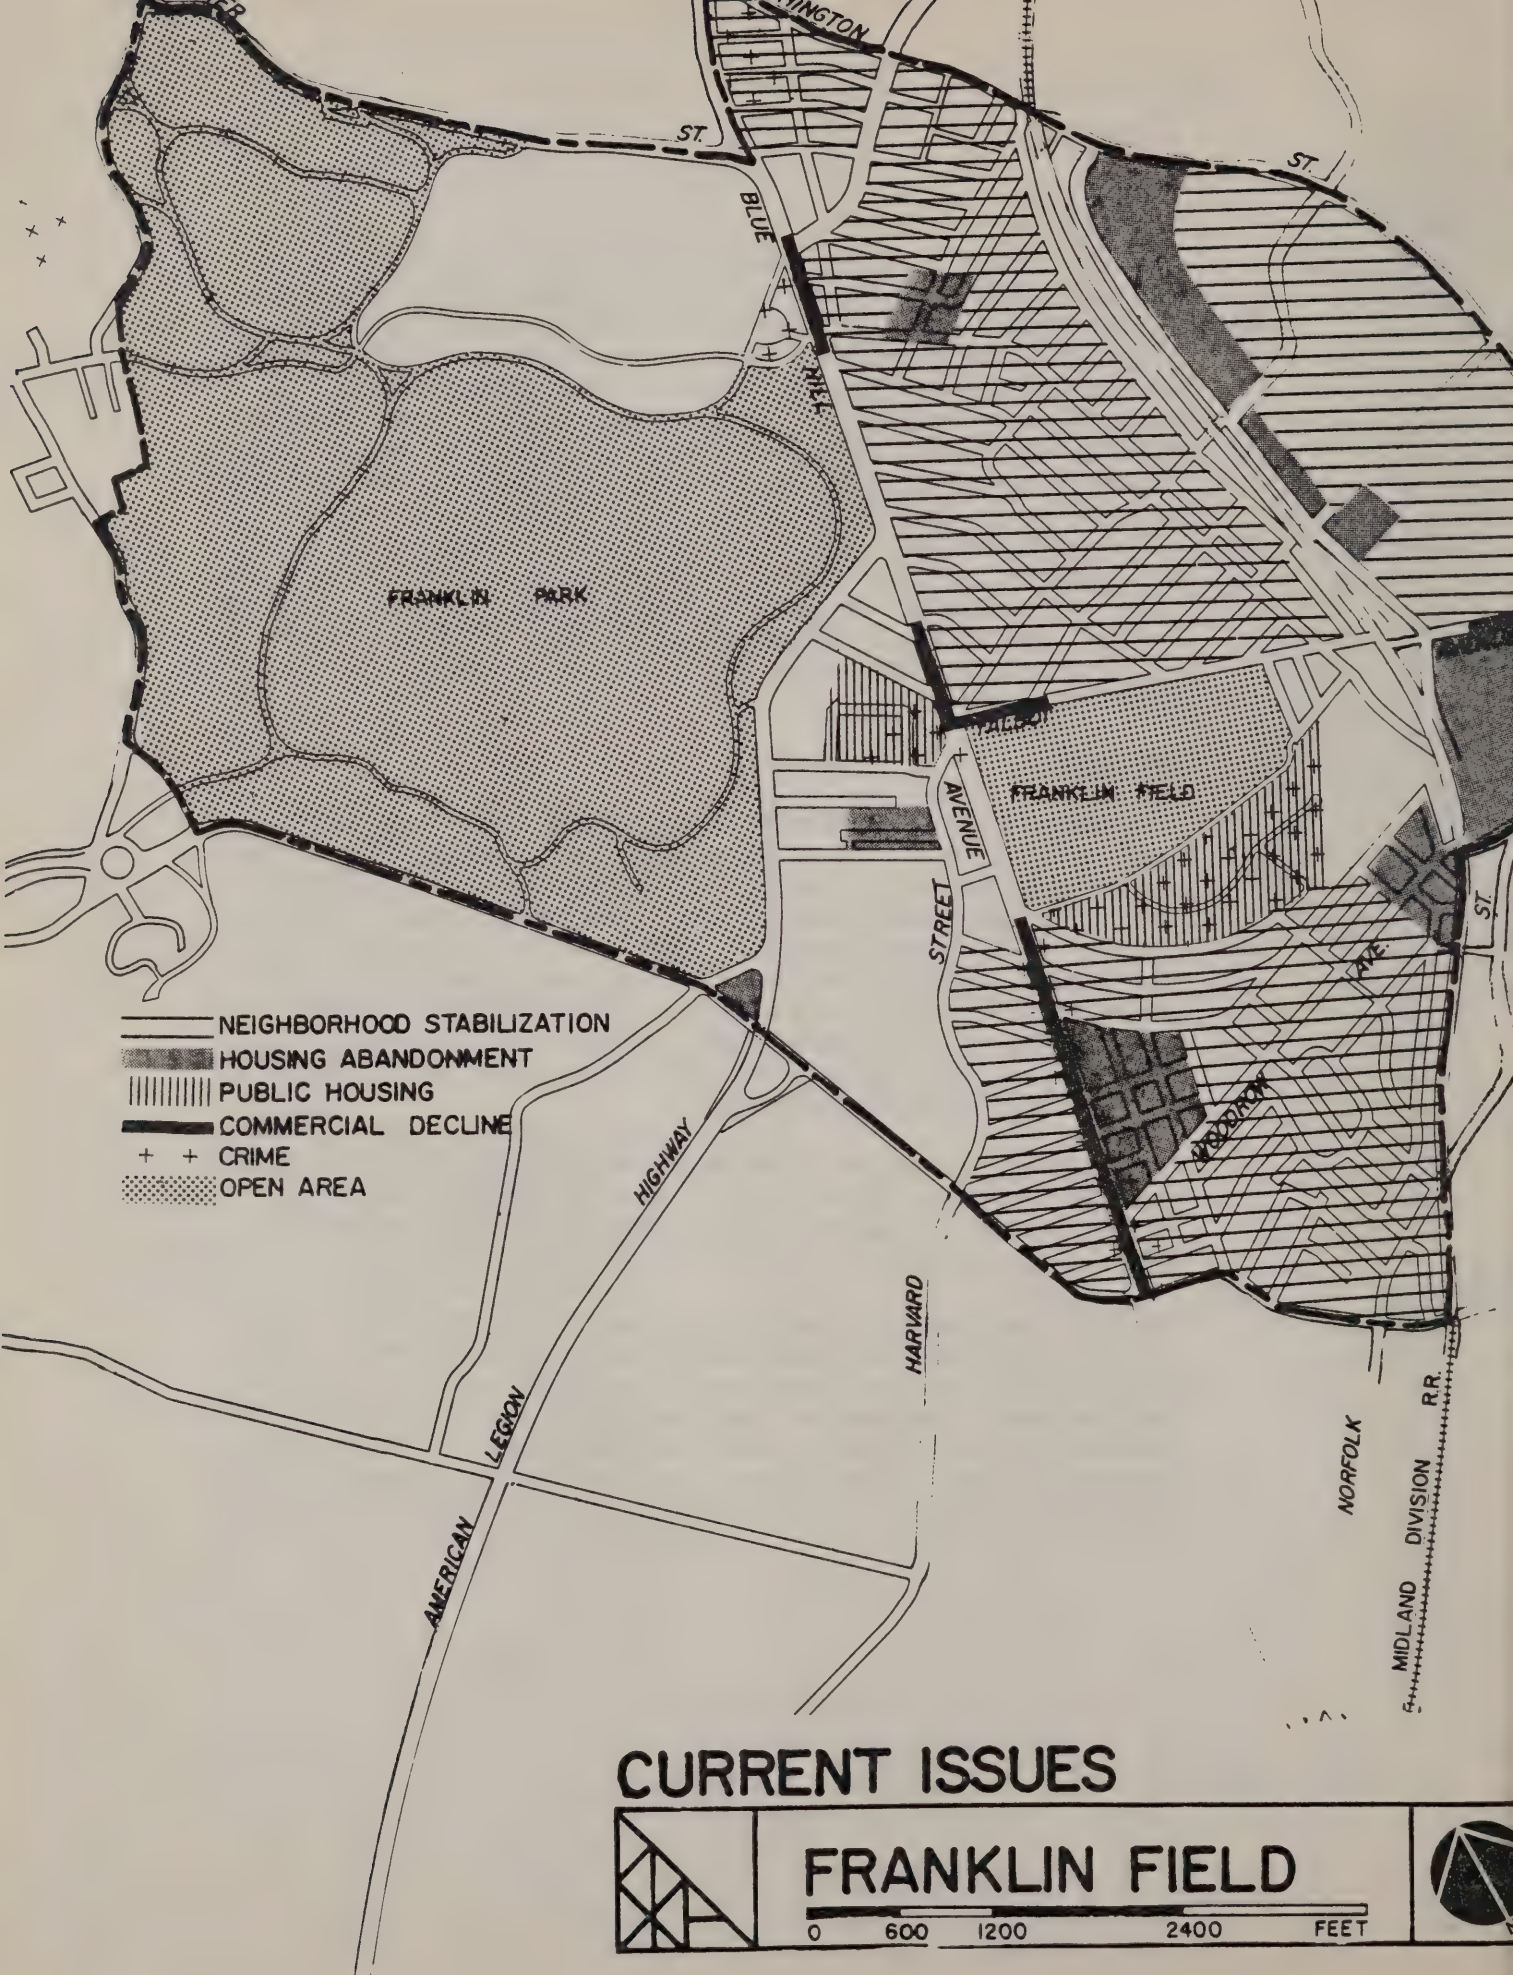 ST.
ST.
BLUE
HILL
FRANKLIN PARK
TALBOT
FRANKLIN FIELD
AVENUE
STREET
ST.
AVE.
WOODROW
NEIGHBORHOOD STABILIZATION
HOUSING ABANDONMENT
PUBLIC HOUSING
COMMERCIAL DECLINE
+ + CRIME
OPEN AREA
HIGHWAY
HARVARD
LEGION
AMERICAN
NORFOLK
MIDLAND DIVISION R.R.
CURRENT ISSUES
FRANKLIN FIELD
0 600 1200 2400 FEET